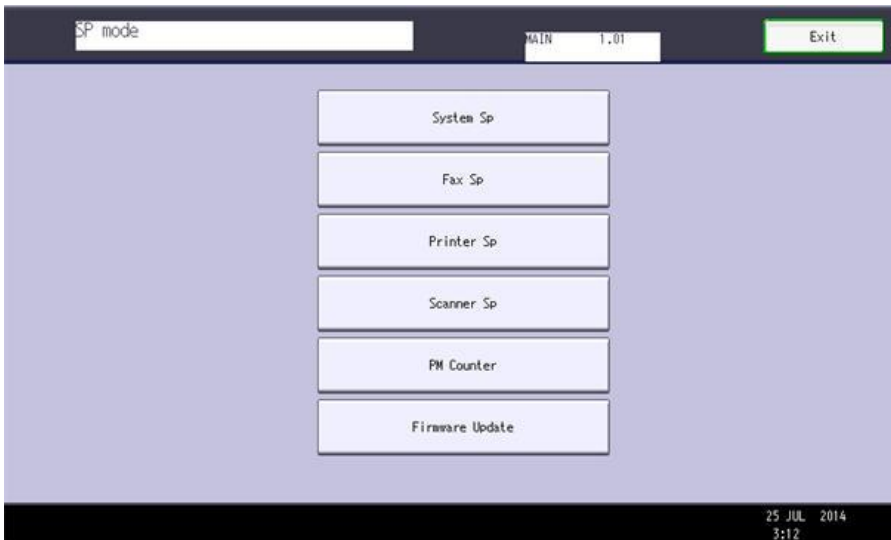 SP mode
MAIN 1.01
Exit
System Sp
Fax Sp
Printer Sp
Scanner Sp
PM Counter
Firmware Update
25 JUL 2014
3:12